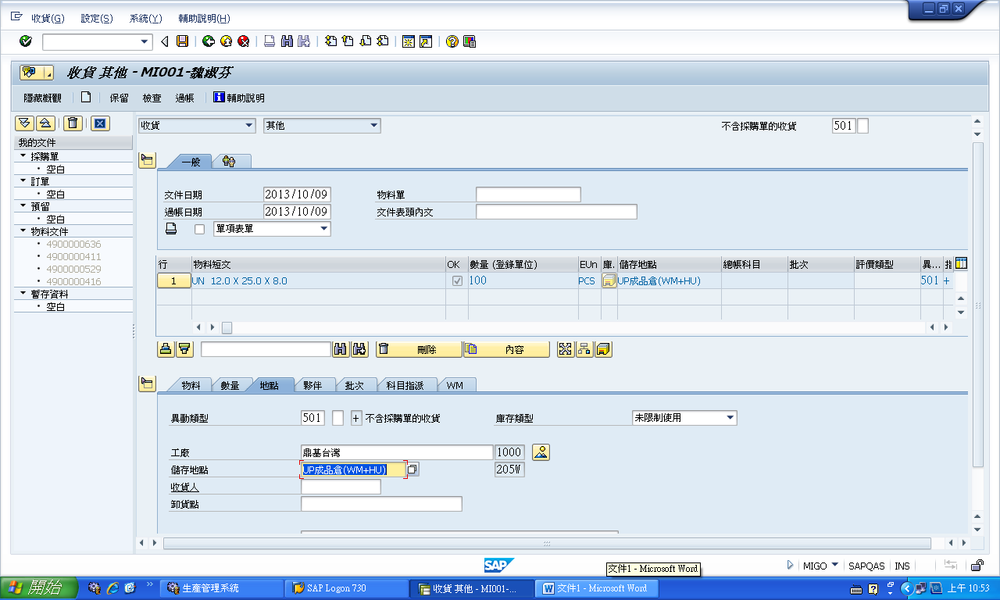 收貨(G) 設定(S) 系統(Y) 輔助說明(H)
收貨 其他 - MI001-魏淑芬
隱藏概觀 保留 檢查 過帳 輔助說明
我的文件
採購單
空白
訂單
空白
預留
空白
物料文件
4900000636
4900000411
4900000529
4900000416
暫存資料
空白
收貨 其他 不含採購單的收貨 501
一般
文件日期 2013/10/09 物料單
過帳日期 2013/10/09 文件表頭內文
單項表單
行 物料短文 OK 數量 (登錄單位) EUn 庫. 儲存地點 總帳科目 批次 評價類型 異...
1 UN 12.0 X 25.0 X 8.0 100 PCS UP成品倉(WM+HU) 501 +
刪除 內容
物料 數量 地點 夥伴 批次 科目指派 WM
異動類型 501 + 不含採購單的收貨 庫存類型 未限制使用
工廠 鼎基台灣 1000
儲存地點 UP成品倉(WM+HU) 205W
收貨人
卸貨點
SAP
文件1 - Microsoft Word
MIGO SAPQAS INS
開始 生產管理系統 SAP Logon 730 收貨 其他 - MI001-... 文件1 - Microsoft Word 上午 10:53